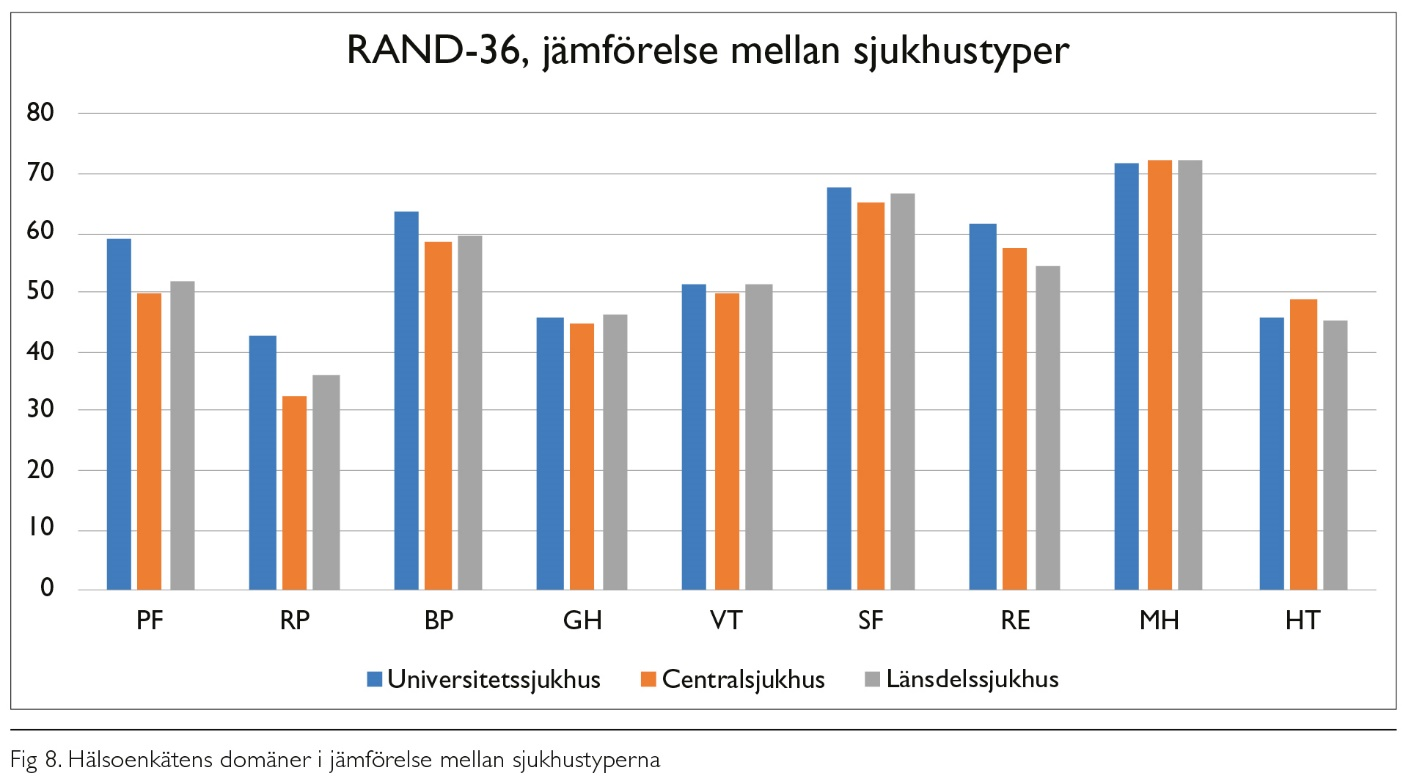 RAND-36, jämförelse mellan sjukhustyper
80
70
60
50
40
30
20
10
0
PF RP BP GH VT SF RE MH HT
Universitetssjukhus Centralsjukhus Länsdelssjukhus
Fig 8. Hälsoenkätens domäner i jämförelse mellan sjukhustyperna